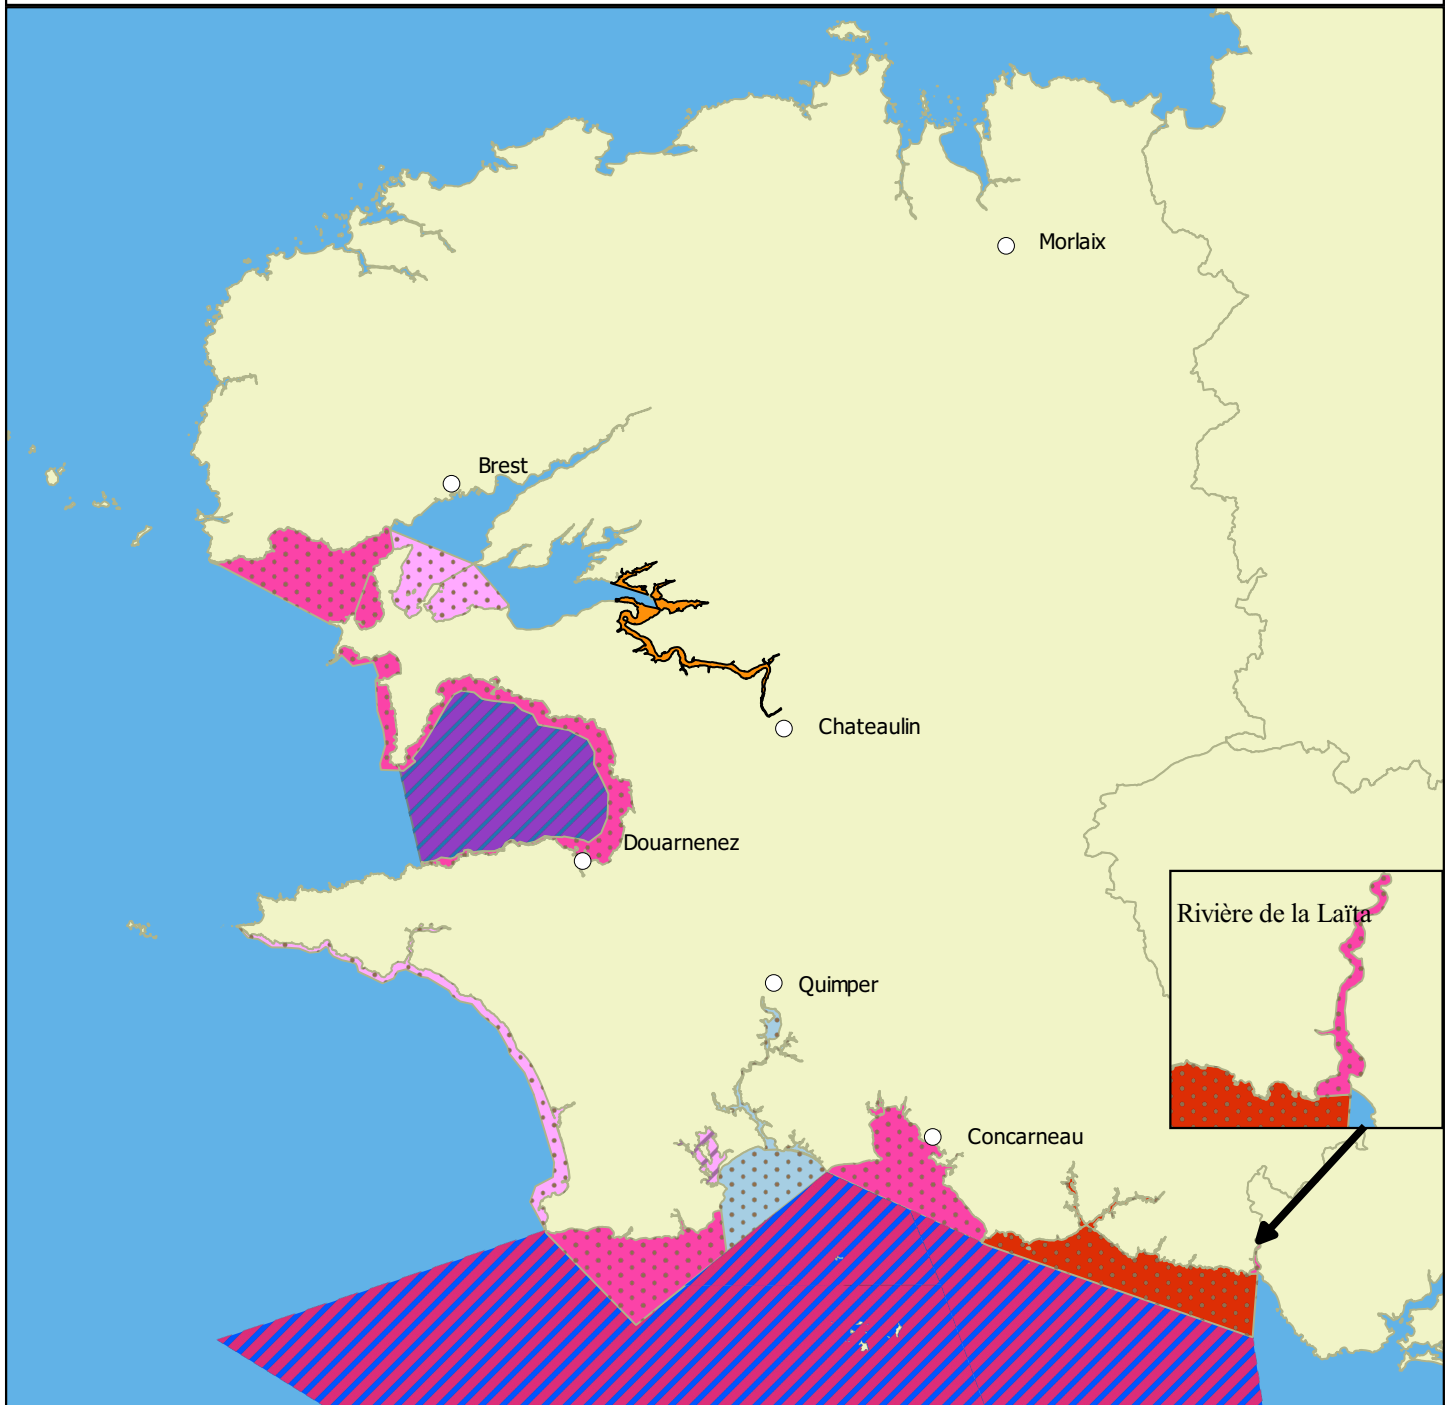 Morlaix
Brest
Chateaulin
Douarnenez
Rivière de la Laïta
Quimper
Concarneau